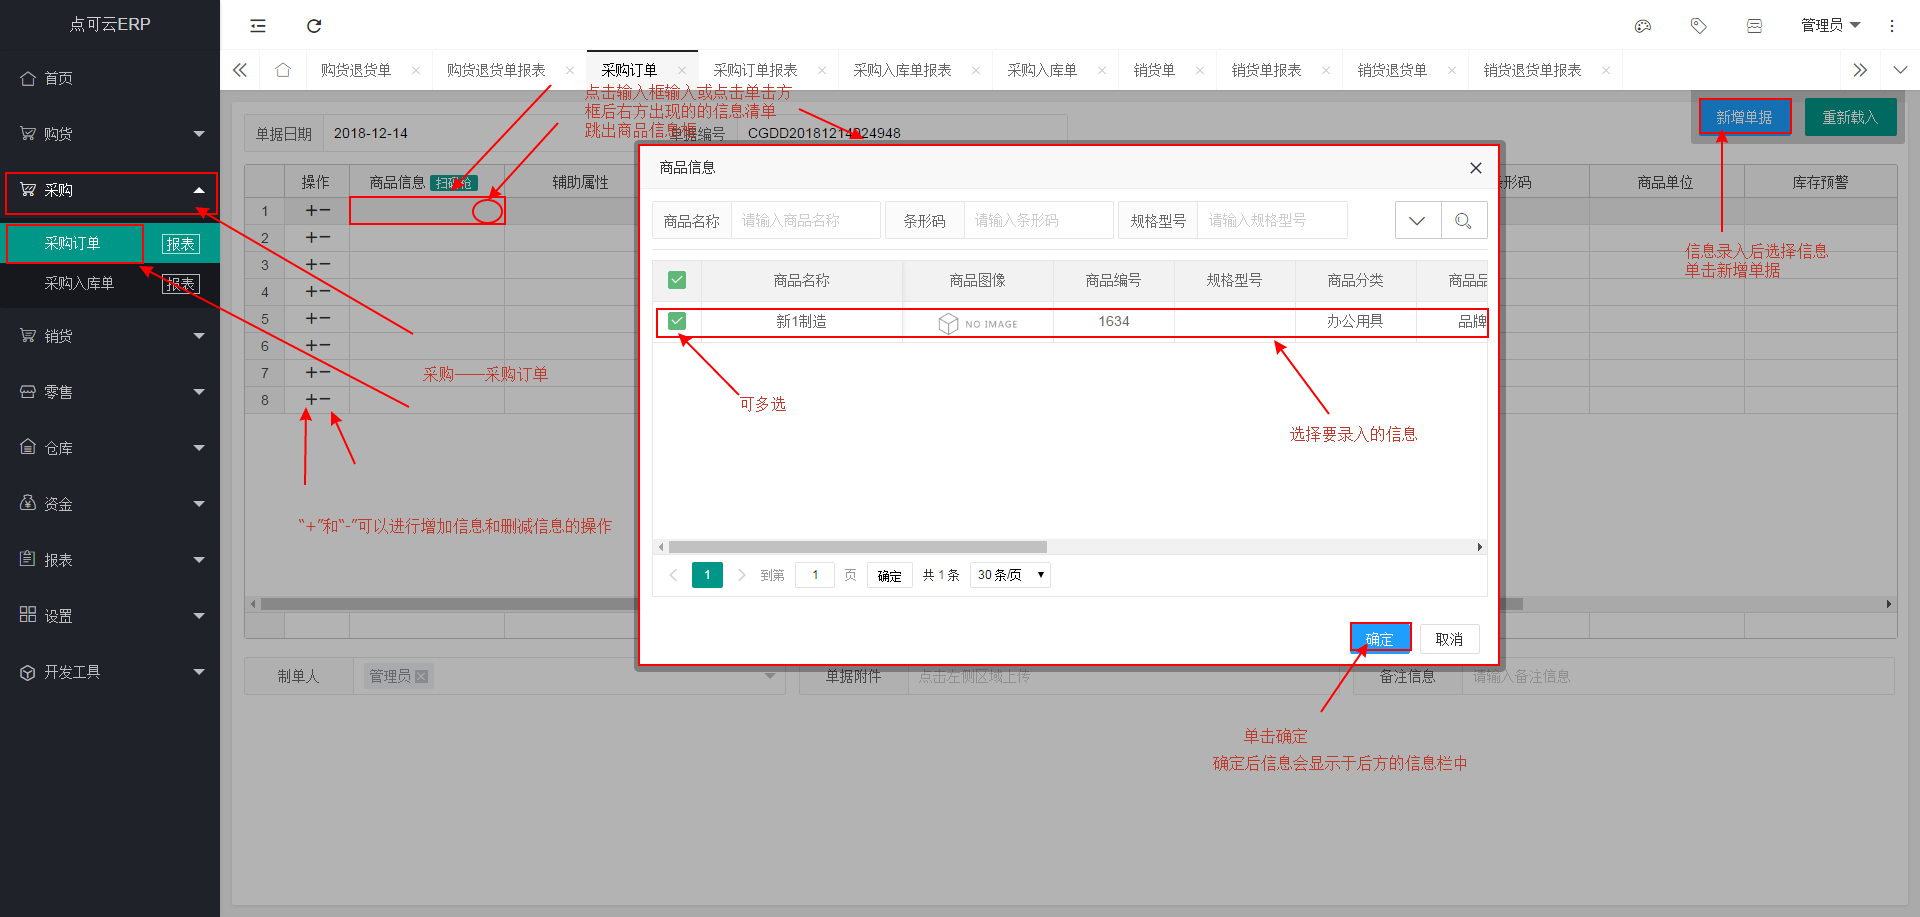 点可云ERP
管理员
首页
购货
采购
采购订单 报表
采购入库单 报表
销货
零售
仓库
资金
报表
设置
开发工具
购货退货单 购货退货单报表 采购订单 采购订单报表 采购入库单报表 采购入库单 销货单 销货单报表 销货退货单 销货退货单报表
点击输入框输入或点击单击方
框后右方出现的的信息清单
跳出商品信息框
单据日期 2018-12-14 单据编号
新增单据 重新载入
操作 商品信息 扫码枪 辅助属性 条形码 商品单位 库存预警
1
2
3
4
5
6
7
8
采购——采购订单
“+”和“-”可以进行增加信息和删减信息的操作
信息录入后选择信息
单击新增单据
商品信息
商品名称 请输入商品名称 条形码 请输入条形码 规格型号 请输入规格型号
商品名称 商品图像 商品编号 规格型号 商品分类 商品品
新1制造 NO IMAGE 1634 办公用具 品牌
可多选
选择要录入的信息
1 到第 1 页 确定 共 1 条 30 条/页
确定 取消
制单人 管理员 单据附件 点击左侧区域上传 备注信息 请输入备注信息
单击确定
确定后信息会显示于后方的信息栏中